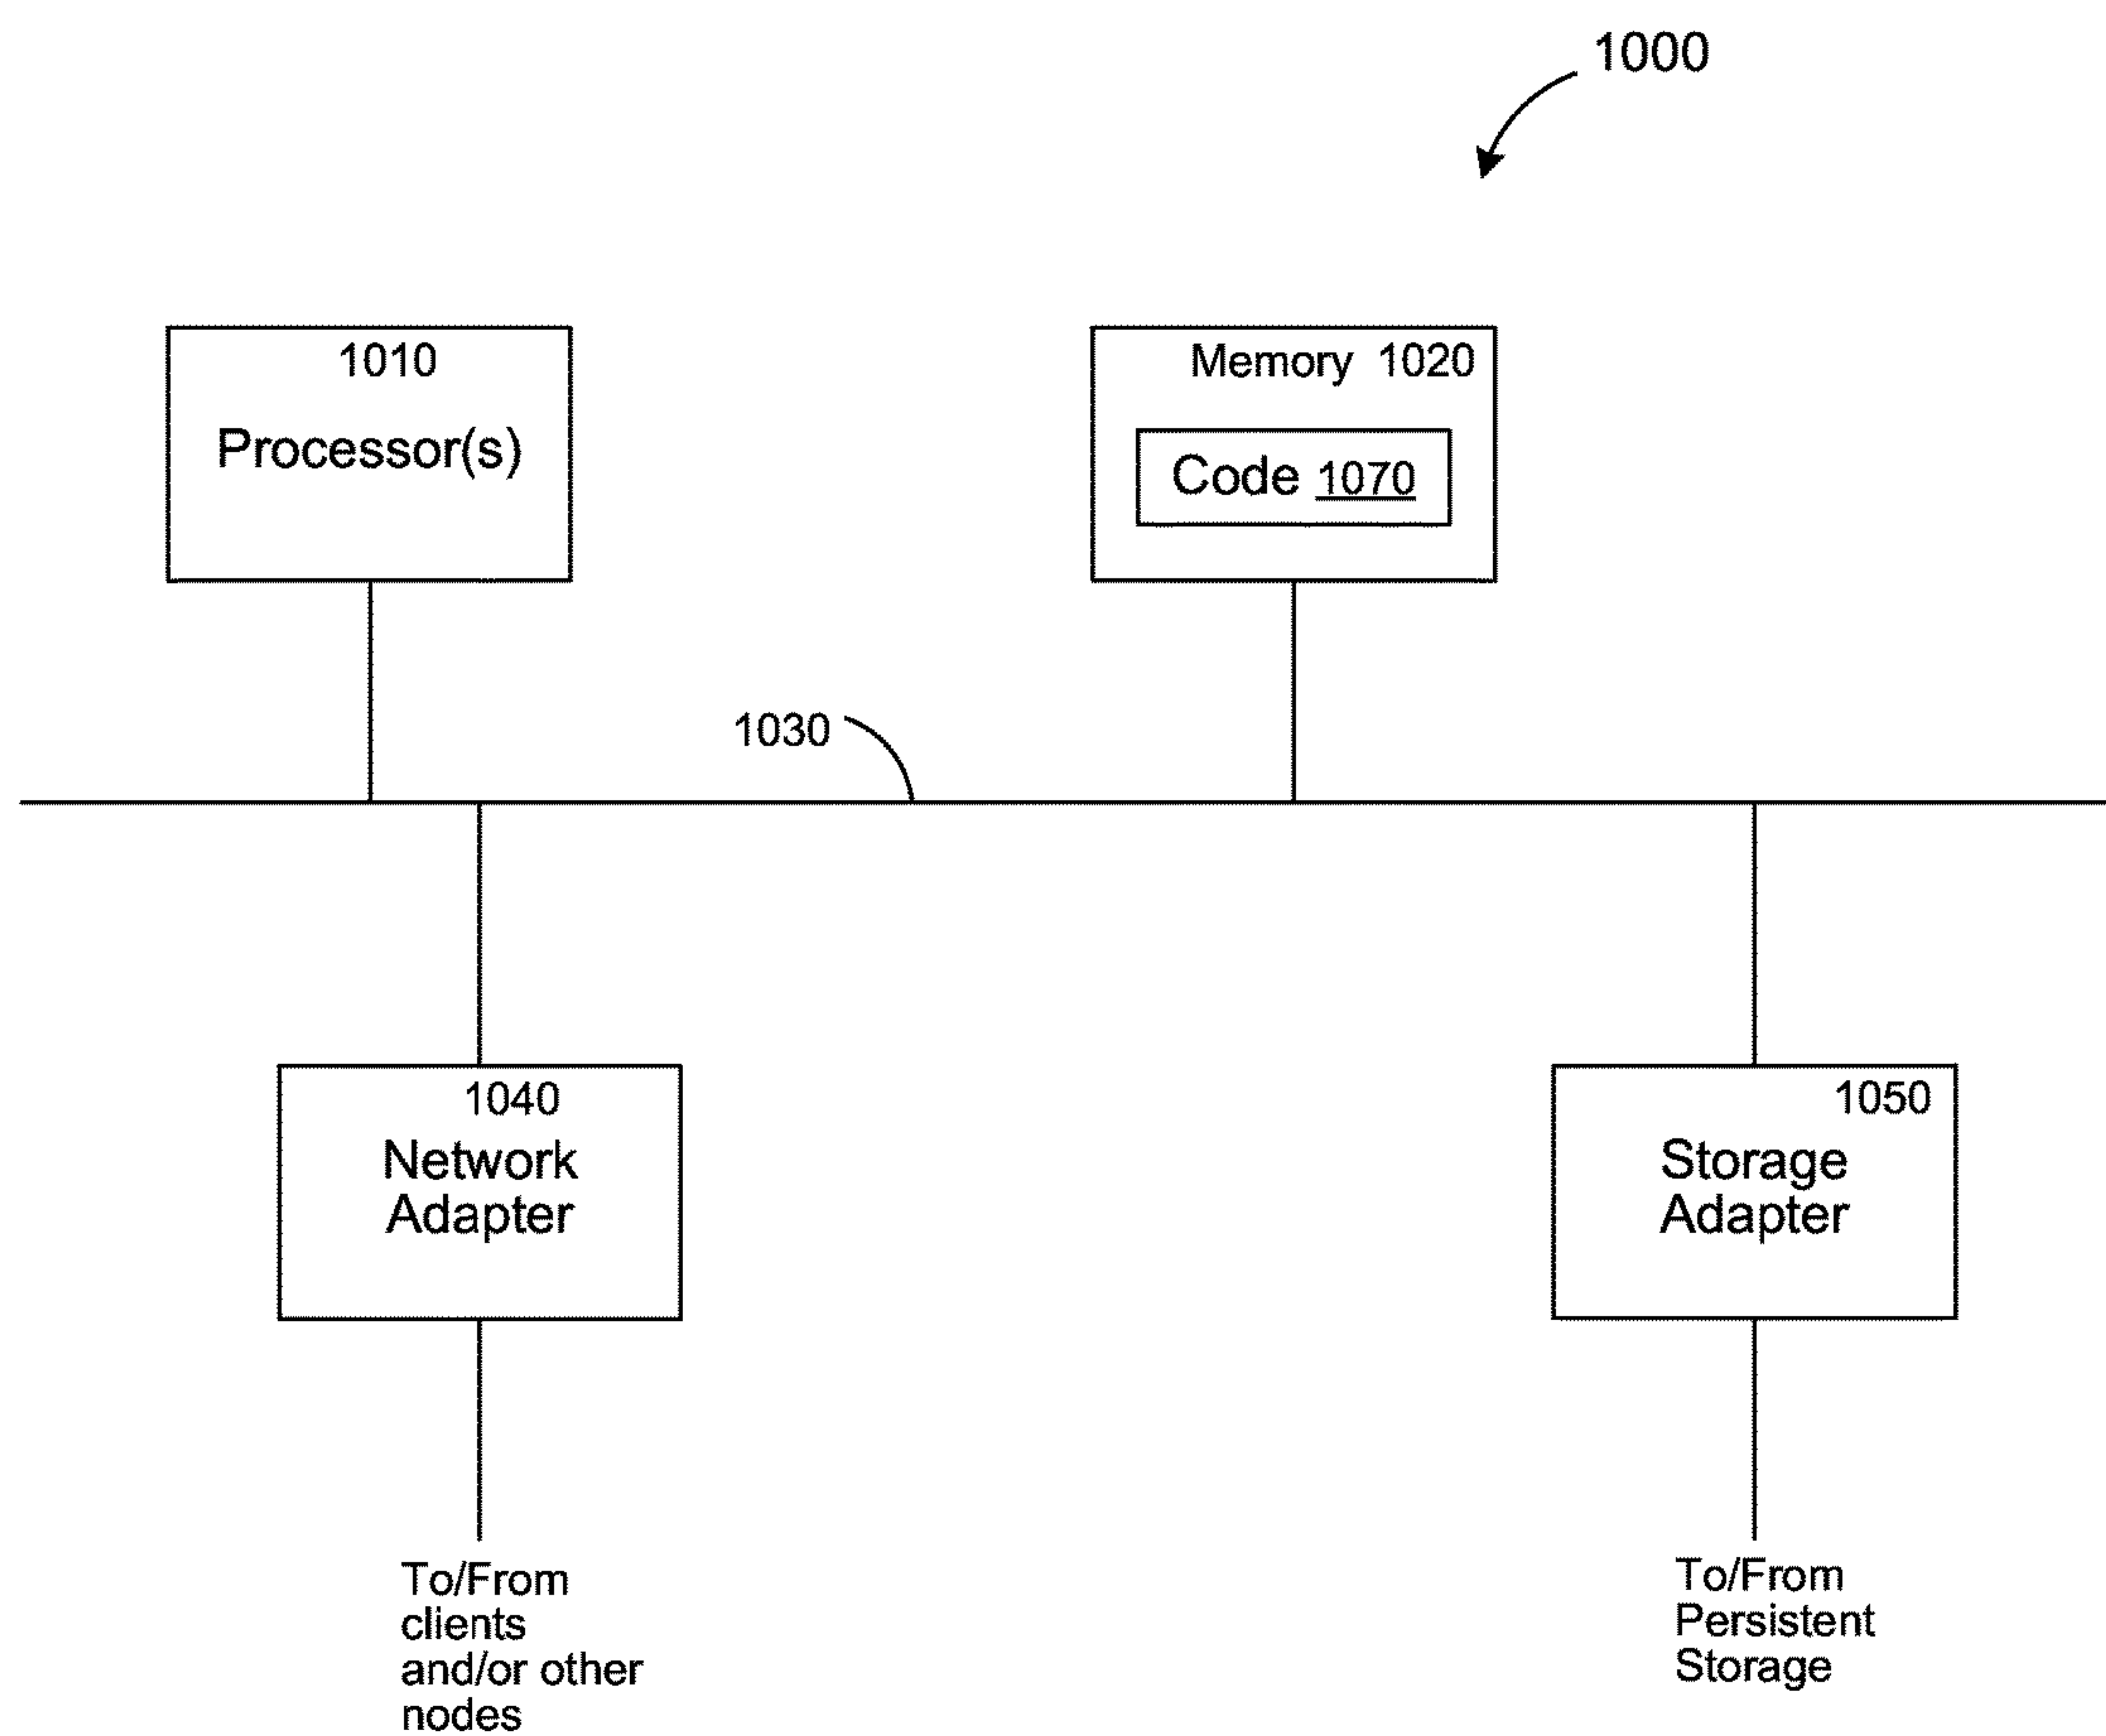 1000
1010
Processor(s)
Memory 1020
Code 1070
1030
1040
Network
Adapter
1050
Storage
Adapter
To/From
clients
and/or other
nodes
To/From
Persistent
Storage